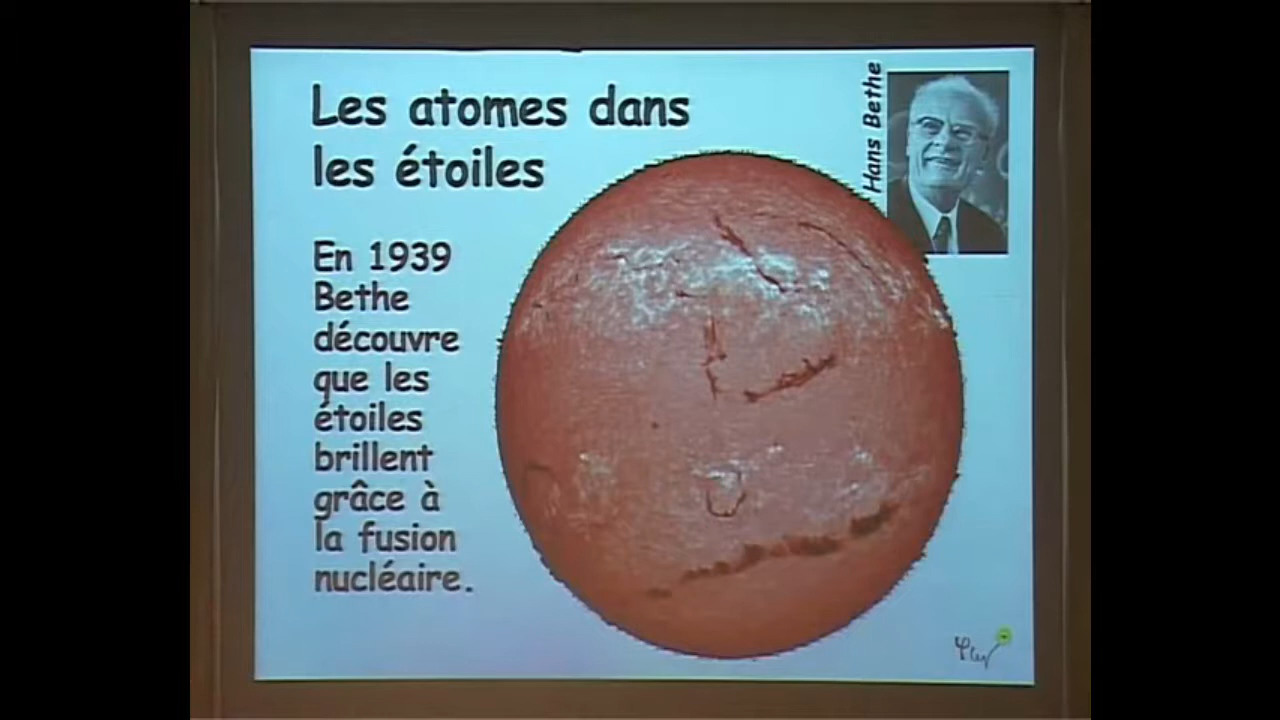 Les atomes dans
les étoiles
Hans Bethe
En 1939
Bethe
découvre
que les
étoiles
brillent
grâce à
la fusion
nucléaire.